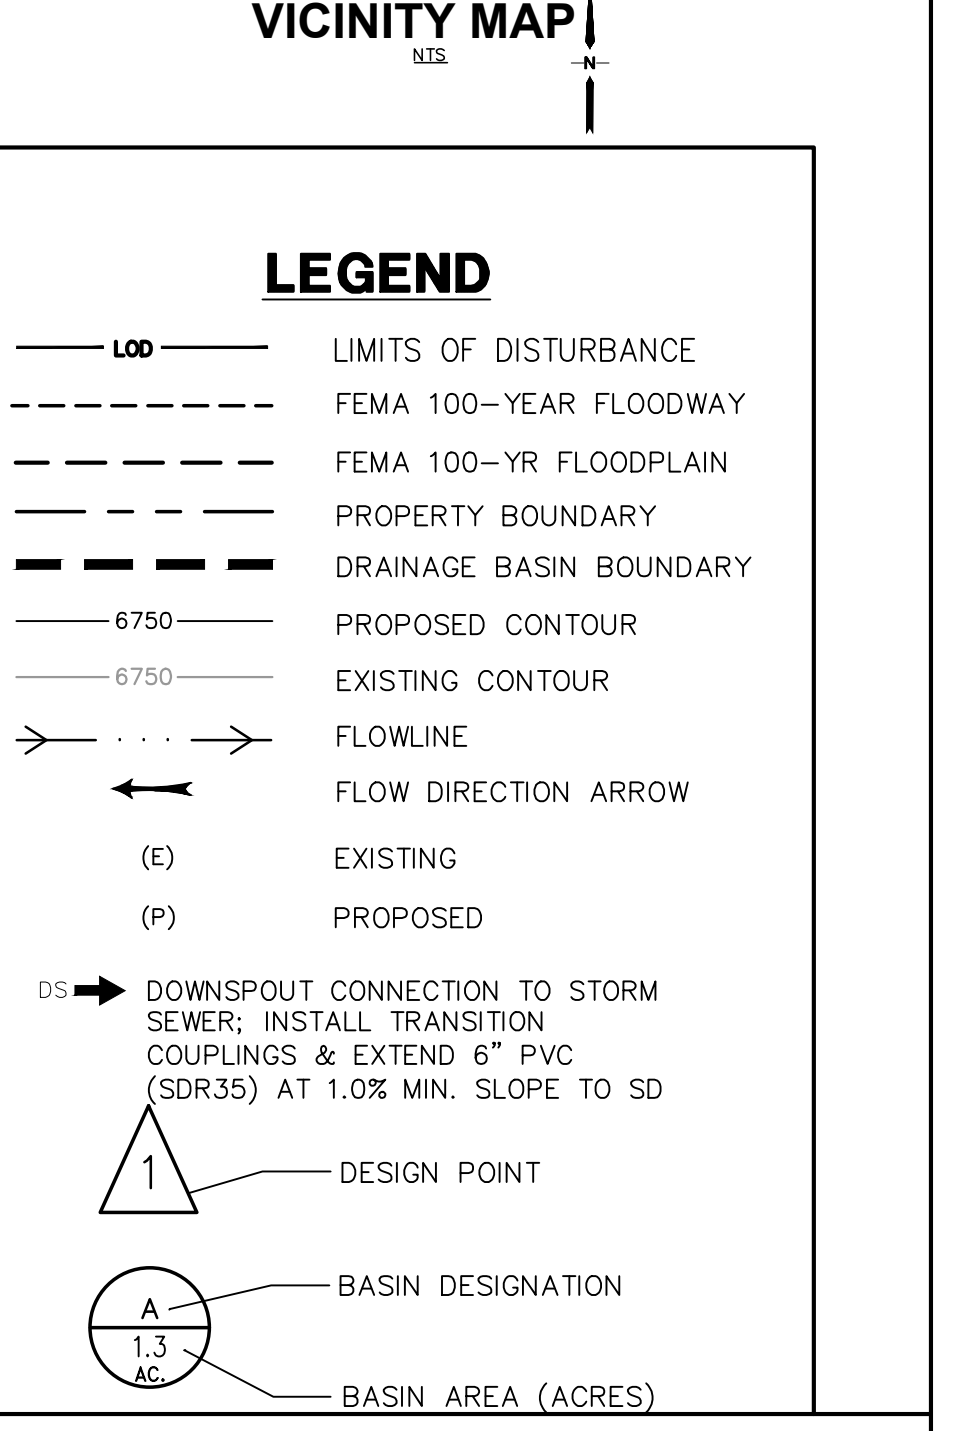 VICINITY MAP
NTS
N
LEGEND
LOD LIMITS OF DISTURBANCE
FEMA 100-YEAR FLOODWAY
FEMA 100-YR FLOODPLAIN
PROPERTY BOUNDARY
DRAINAGE BASIN BOUNDARY
6750 PROPOSED CONTOUR
6750 EXISTING CONTOUR
FLOWLINE
FLOW DIRECTION ARROW
(E) EXISTING
(P) PROPOSED
DS DOWNSPOUT CONNECTION TO STORM
SEWER; INSTALL TRANSITION
COUPLINGS & EXTEND 6" PVC
(SDR35) AT 1.0% MIN. SLOPE TO SD
1 DESIGN POINT
BASIN DESIGNATION
A
1.3
AC.
BASIN AREA (ACRES)